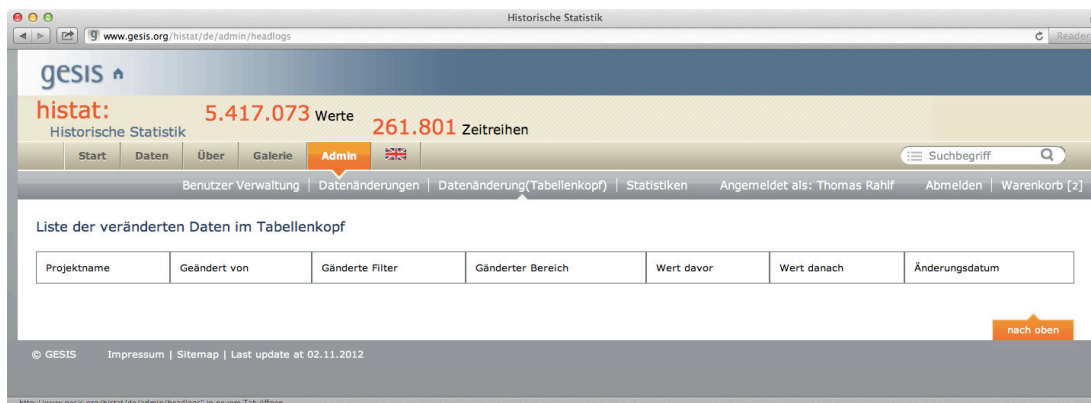 Historische Statistik
www.gesis.org/histat/de/admin/headlogs
Reader
gesis
histat:
Historische Statistik
5.417.073 Werte
261.801 Zeitreihen
Start Daten Über Galerie Admin Suchbegriff
Benutzer Verwaltung | Datenänderungen | Datenänderung(Tabellenkopf) | Statistiken Angemeldet als: Thomas Rahlf Abmelden | Warenkorb [2]
Liste der veränderten Daten im Tabellenkopf
Projektname Geändert von Gänderte Filter Gänderter Bereich Wert davor Wert danach Änderungsdatum
nach oben
© GESIS Impressum | Sitemap | Last update at 02.11.2012